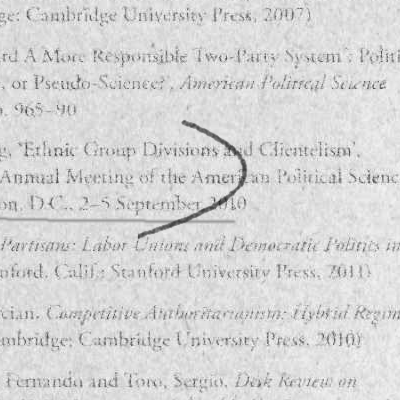 ge: Cambridge University Press, 2007)
rd A More Responsible Two-Party System': Politi
, or Pseudo-Science?', American Political Science
. 965–90
g, 'Ethnic Group Divisions and Clientelism',
Annual Meeting of the American Political Scienc
on, D.C., 2–5 September 2010
Partisans: Labor Unions and Democratic Politics in
nford, Calif.: Stanford University Press, 2011)
cian, Competitive Authoritarianism: Hybrid Regim
mbridge: Cambridge University Press, 2010)
Fernando and Toro, Sergio, Desk Review on